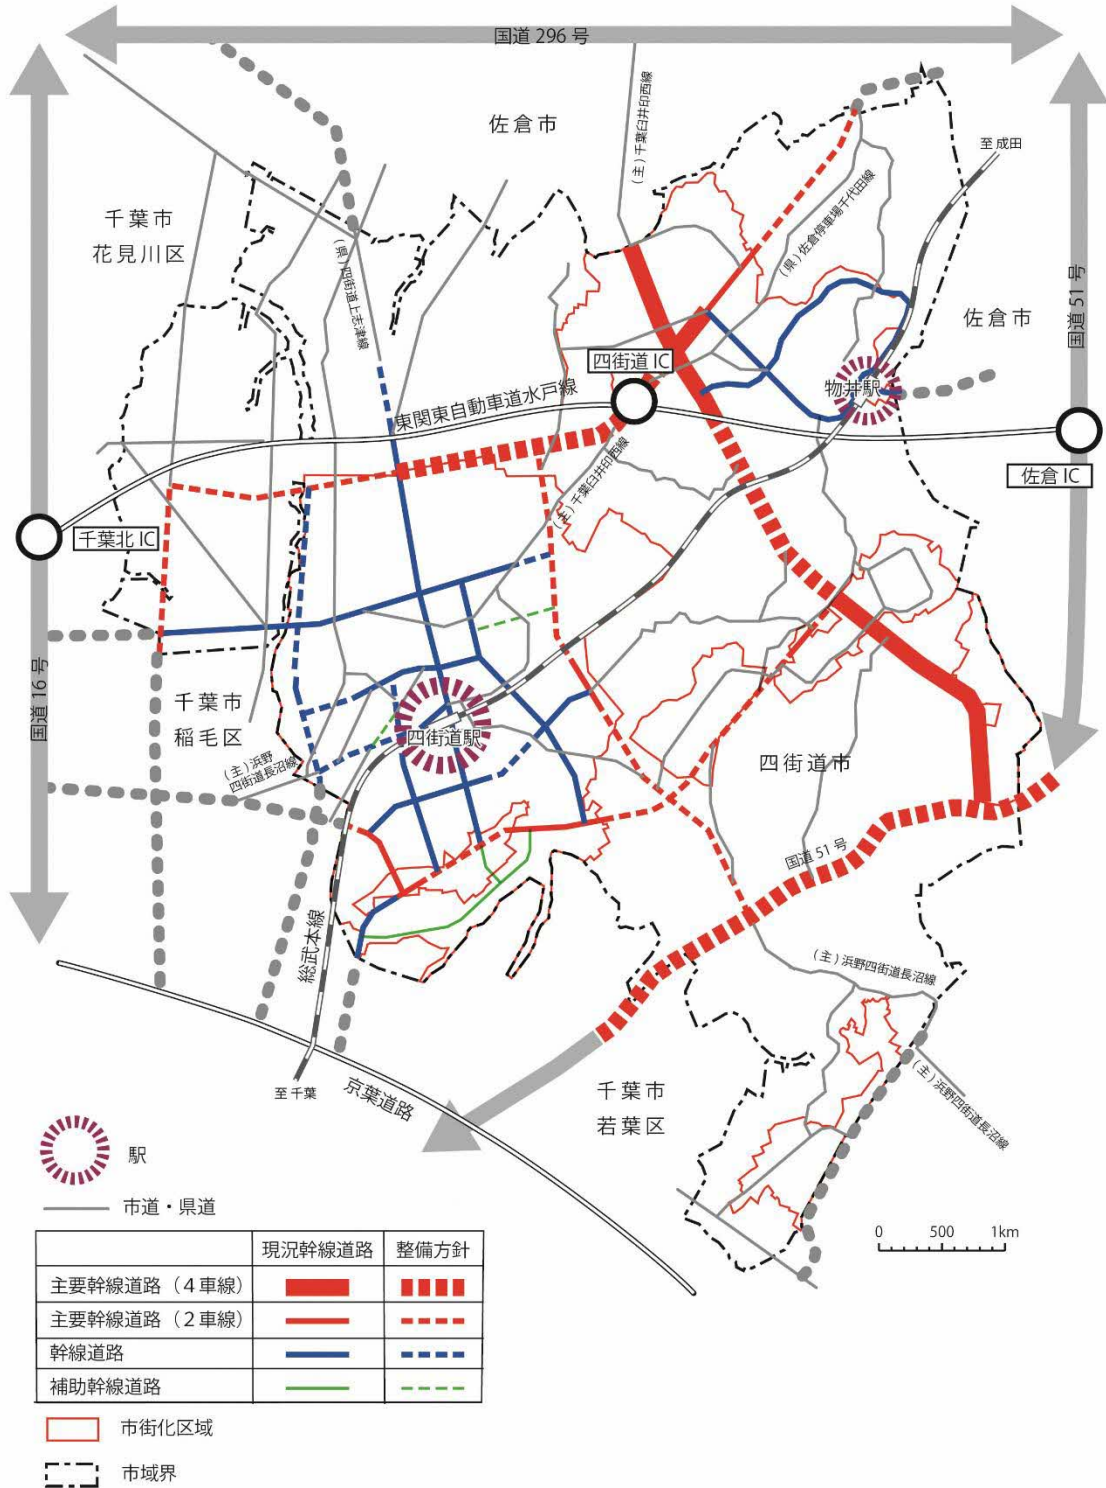 国道 296 号
佐倉市
(主)千葉臼井印西線
至 成田
千葉市
花見川区
(県)四街道上志津線
(県)佐倉停車場千代田線
国道 51 号
佐倉市
四街道 IC
物井駅
東関東自動車道水戸線
(主)千葉臼井印西線
佐倉 IC
千葉北 IC
国道 16 号
千葉市
稲毛区
四街道駅
(主)浜野
四街道長沼線
四街道市
国道 51 号
総武本線
(主)浜野四街道長沼線
(主)浜野四街道長沼線
至 千葉
京葉道路
千葉市
若葉区
駅
市道・県道
0 500 1km
現況幹線道路 整備方針
主要幹線道路(4車線)
主要幹線道路(2車線)
幹線道路
補助幹線道路
市街化区域
市域界